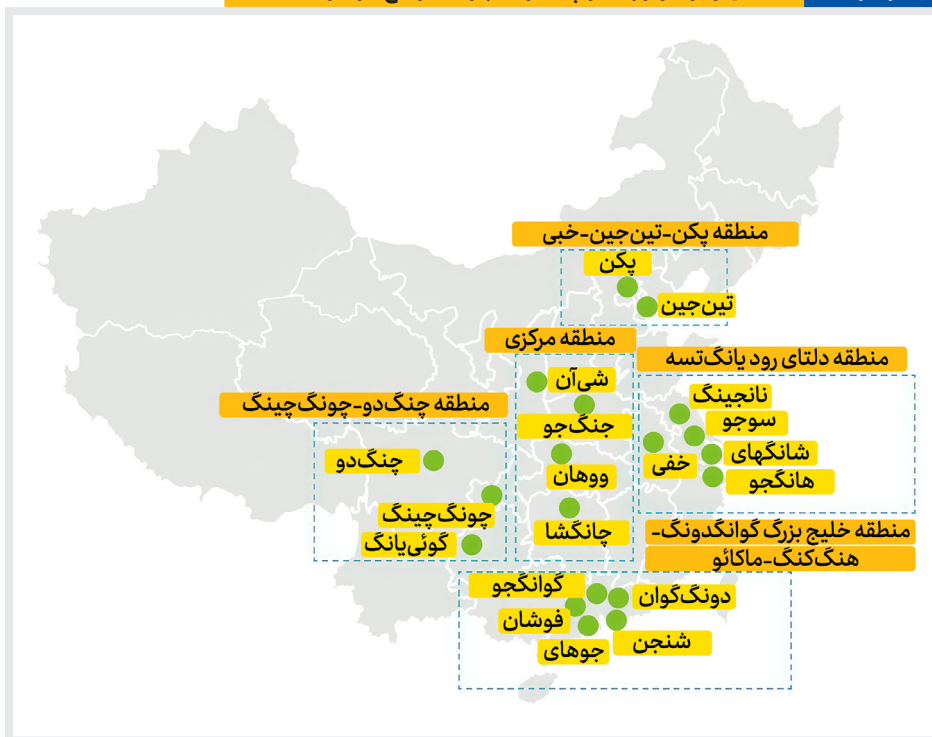 منطقه پکن-تین‌جین-خبی
پکن
تین‌جین
منطقه مرکزی
شی‌آن
جنگ‌جو
ووهان
چانگشا
منطقه دلتای رود یانگ‌تسه
نانجینگ
سوجو
شانگهای
خفی
هانگجو
منطقه چنگ‌دو-چونگ‌چینگ
چنگ‌دو
چونگ‌چینگ
گوئی‌یانگ
منطقه خلیج بزرگ گوانگدونگ-
هنگ‌کنگ-ماکائو
گوانگجو
دونگ‌گوان
فوشان
شنجن
جوهای